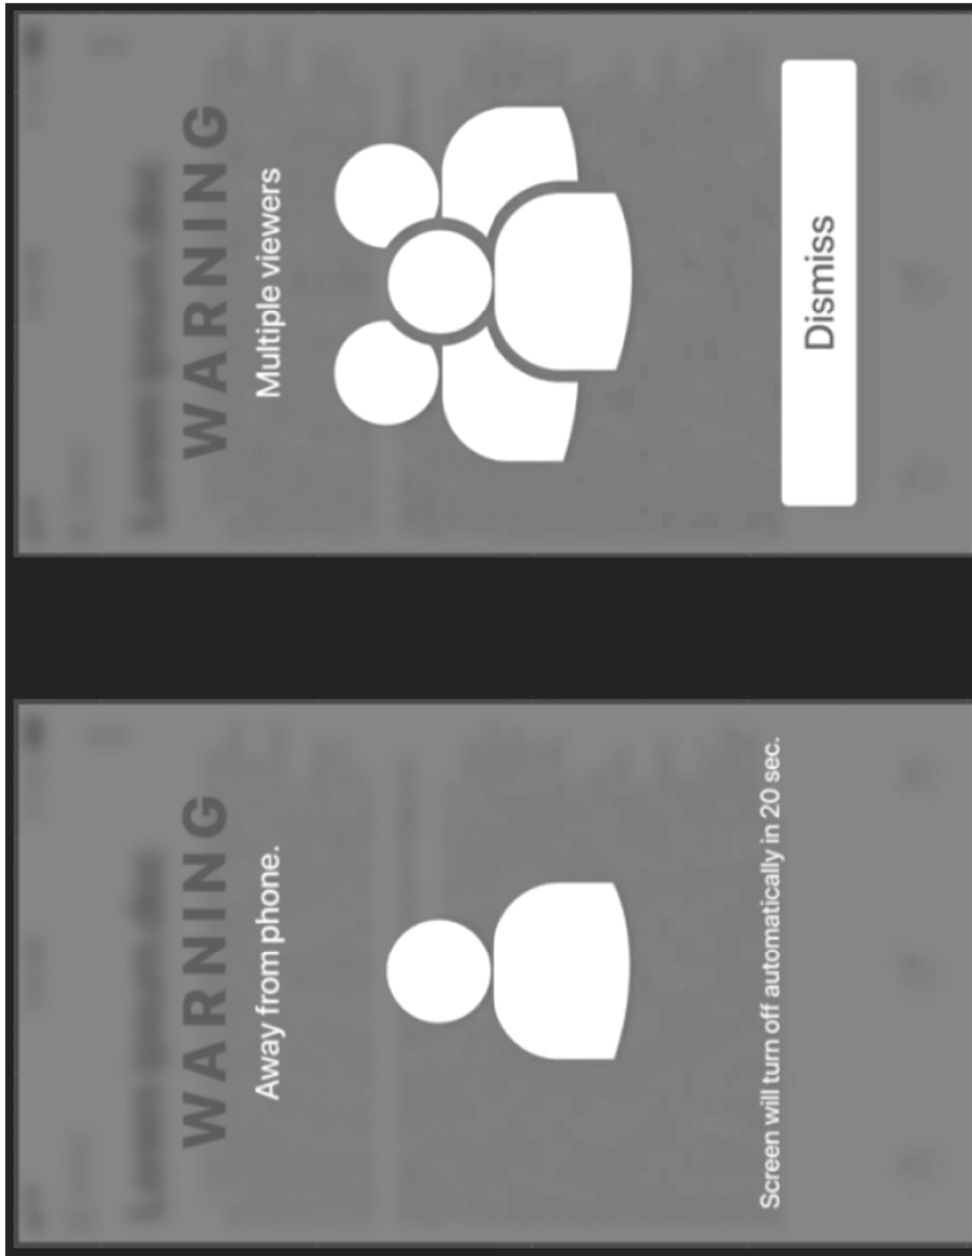 WARNING
Away from phone.
Screen will turn off automatically in 20 sec.
WARNING
Multiple viewers
Dismiss